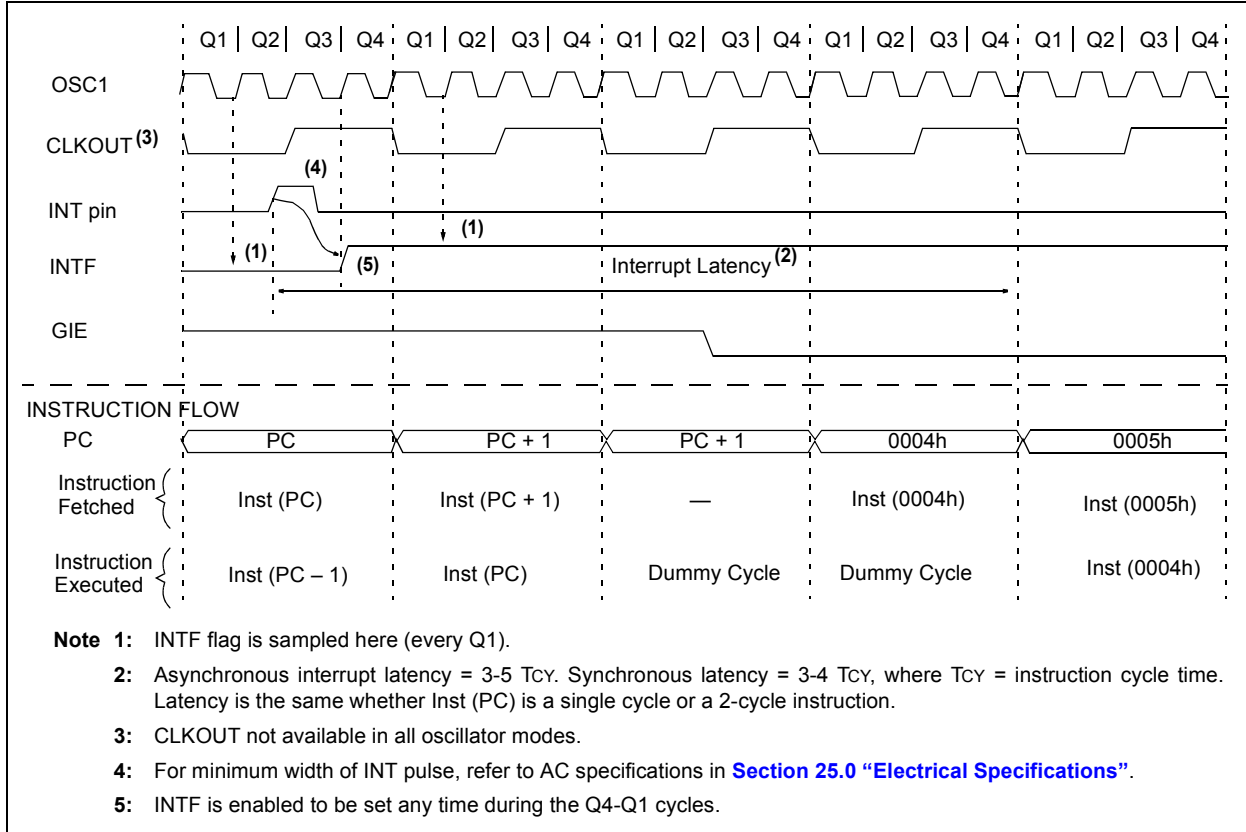 Q1 | Q2 | Q3 | Q4 Q1 | Q2 | Q3 | Q4 Q1 | Q2 | Q3 | Q4 Q1 | Q2 | Q3 | Q4 Q1 | Q2 | Q3 | Q4
OSC1
CLKOUT (3)
(4)
INT pin
(1)
(1)
INTF
(5)
Interrupt Latency (2)
GIE
INSTRUCTION FLOW
PC PC PC + 1 PC + 1 0004h 0005h
Instruction
Fetched
Inst (PC) Inst (PC + 1) — Inst (0004h) Inst (0005h)
Instruction
Executed
Inst (PC – 1) Inst (PC) Dummy Cycle Dummy Cycle Inst (0004h)
Note 1: INTF flag is sampled here (every Q1).
2: Asynchronous interrupt latency = 3-5 TCY. Synchronous latency = 3-4 TCY, where TCY = instruction cycle time.
Latency is the same whether Inst (PC) is a single cycle or a 2-cycle instruction.
3: CLKOUT not available in all oscillator modes.
4: For minimum width of INT pulse, refer to AC specifications in Section 25.0 “Electrical Specifications”.
5: INTF is enabled to be set any time during the Q4-Q1 cycles.